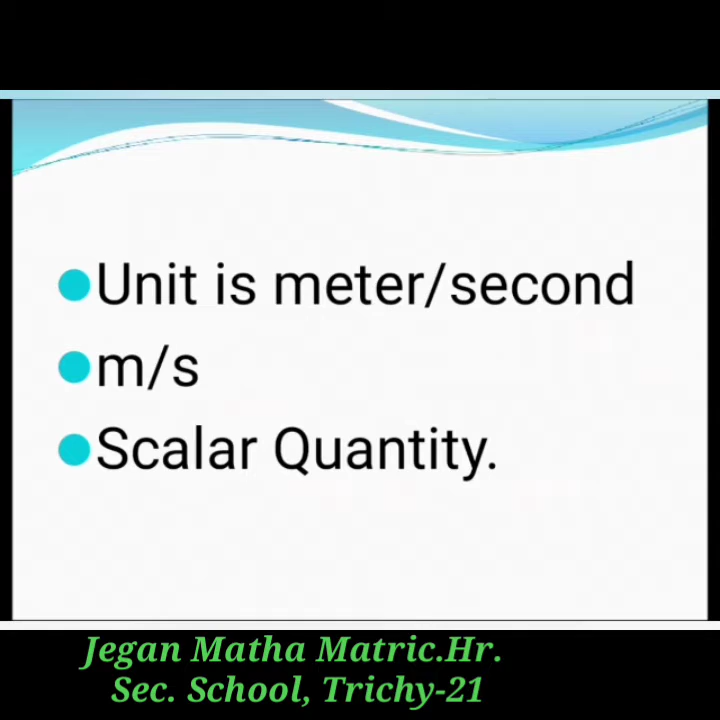 Unit is meter/second
m/s
Scalar Quantity.
Jegan Matha Matric.Hr.
Sec. School, Trichy-21